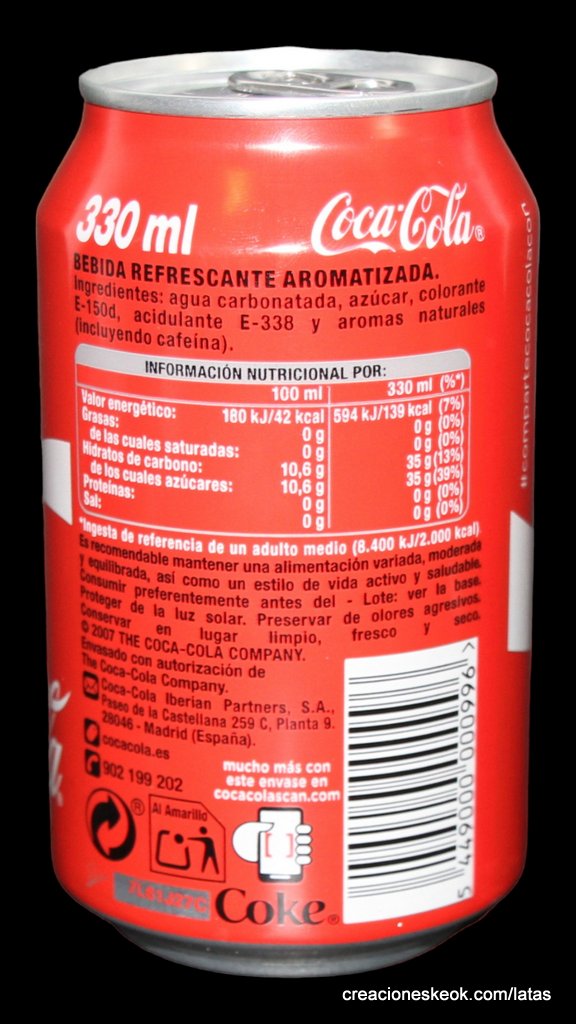 330 ml
Coca-Cola®
BEBIDA REFRESCANTE AROMATIZADA.
Ingredientes: agua carbonatada, azúcar, colorante
E-150d, acidulante E-338 y aromas naturales
(incluyendo cafeína).
INFORMACIÓN NUTRICIONAL POR:
100 ml 330 ml (%*)
Valor energético: 180 kJ/42 kcal 594 kJ/139 kcal (7%)
Grasas: 0 g 0 g (0%)
de las cuales saturadas: 0 g 0 g (0%)
Hidratos de carbono: 10,6 g 35 g (13%)
de los cuales azúcares: 10,6 g 35 g (39%)
Proteínas: 0 g 0 g (0%)
Sal: 0 g 0 g (0%)
*Ingesta de referencia de un adulto medio (8.400 kJ/2.000 kcal).
Es recomendable mantener una alimentación variada, moderada
y equilibrada, así como un estilo de vida activo y saludable.
Consumir preferentemente antes del - Lote: ver la base.
Proteger de la luz solar. Preservar de olores agresivos.
Conservar en lugar limpio, fresco y seco.
© 2007 THE COCA-COLA COMPANY.
Envasado con autorización de
The Coca-Cola Company.
Coca-Cola Iberian Partners, S.A.,
Paseo de la Castellana 259 C, Planta 9.
28046 - Madrid (España).
cocacola.es
902 199 202
mucho más con
este envase en
cocacolascan.com
®
Al Amarillo
Coke®
5 449000 000996 >
#compartecocacolacon
creacioneskeok.com/latas